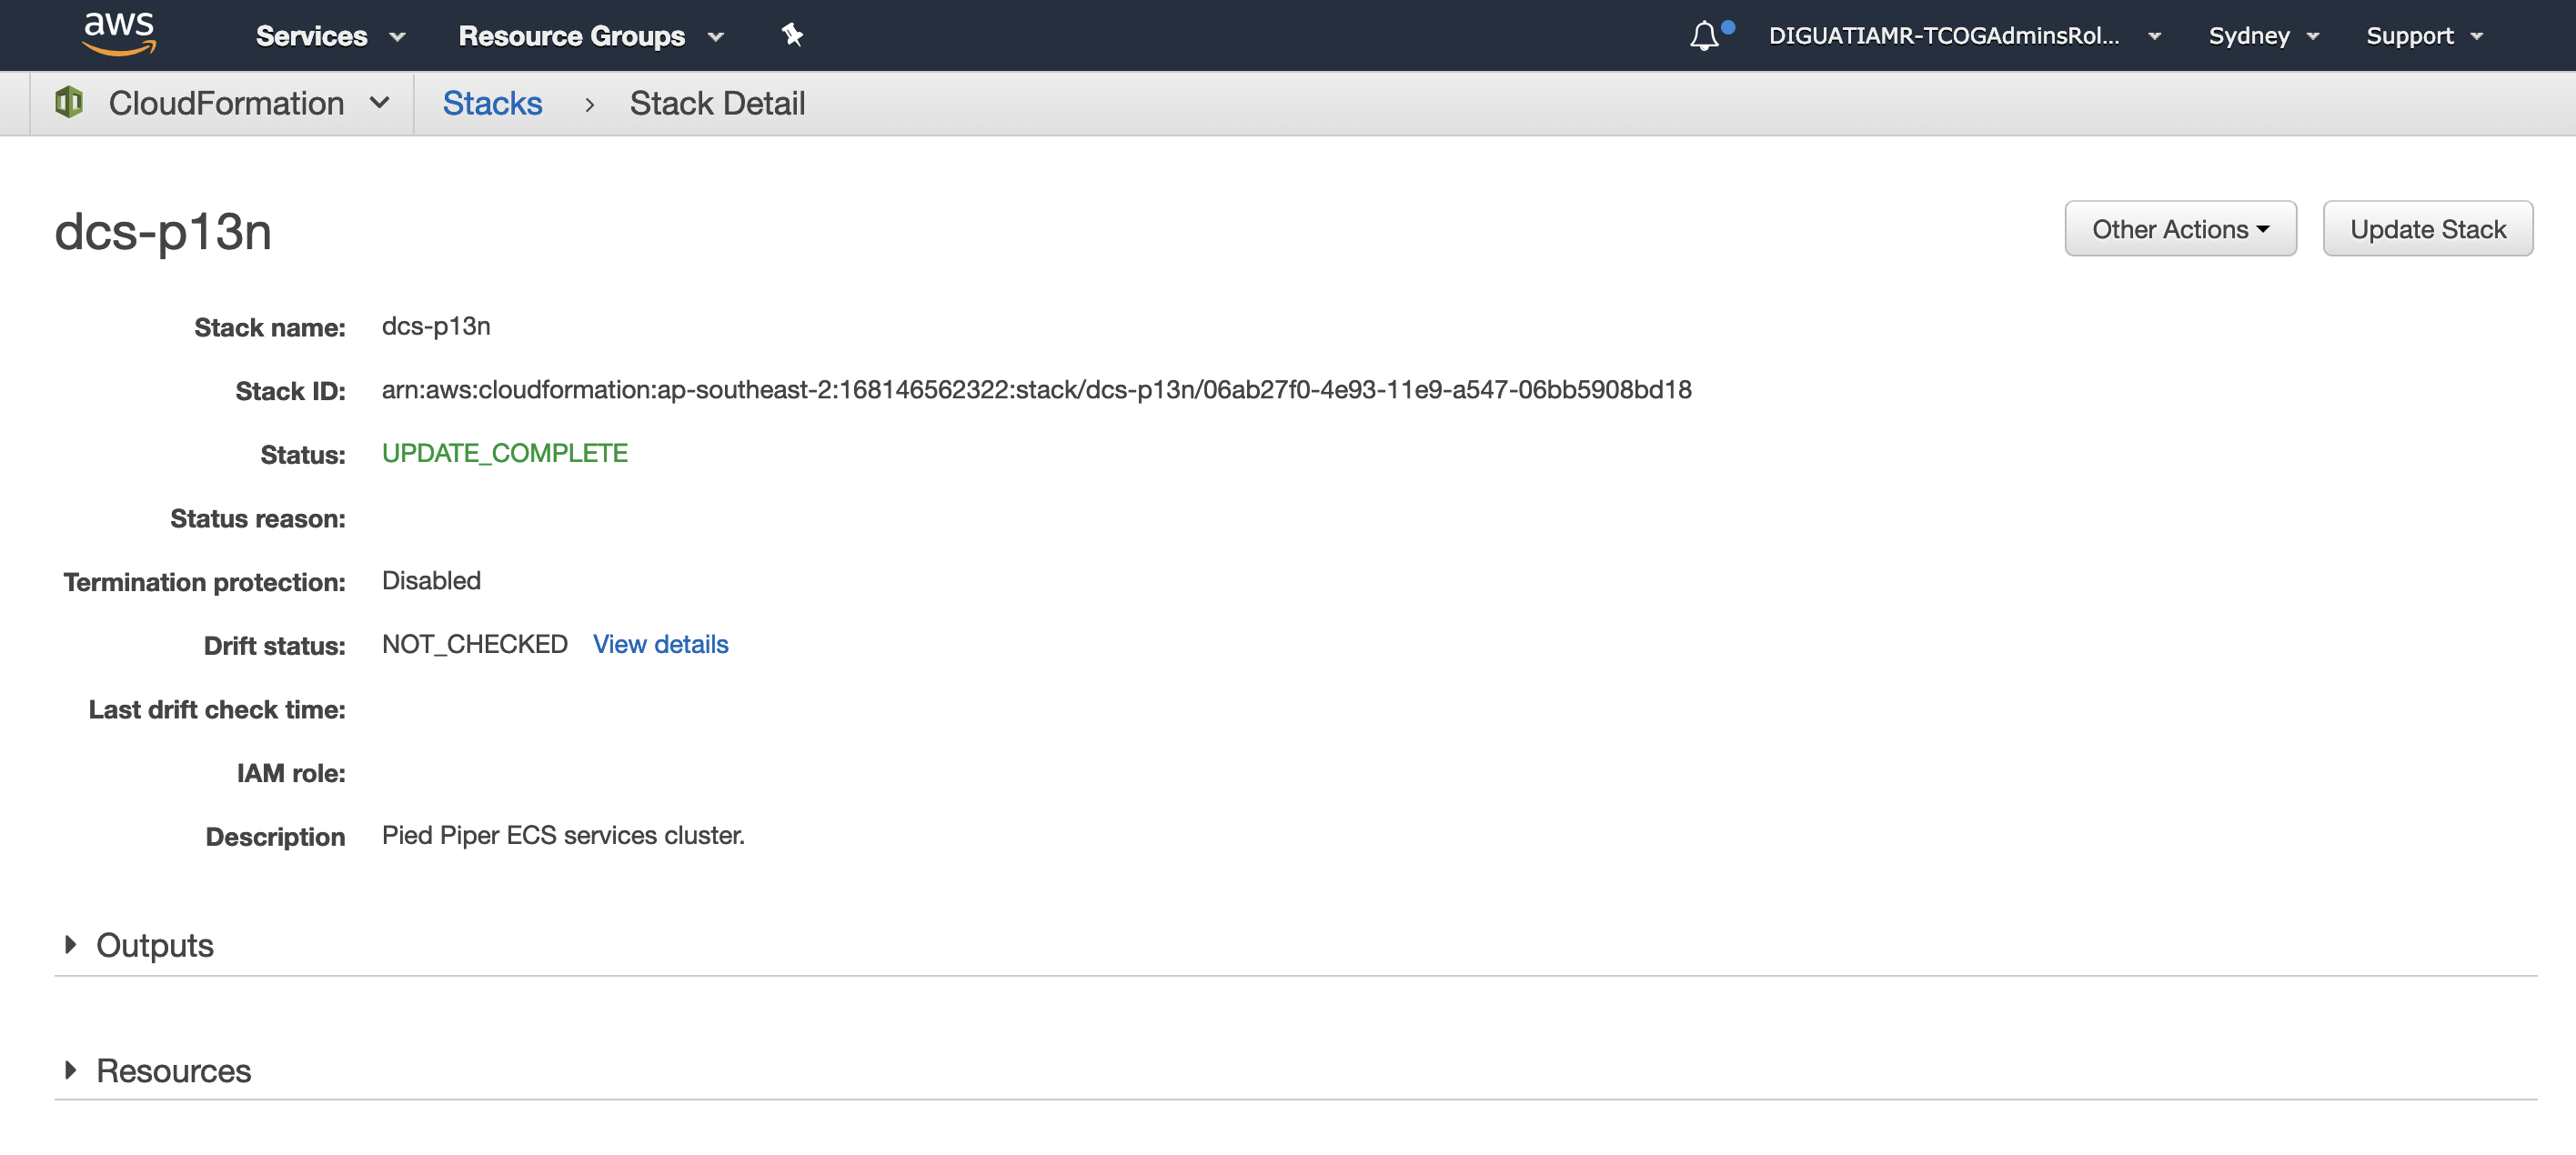 aws Services Resource Groups DIGUATIAMR-TCOGAdminsRol... Sydney Support
CloudFormation Stacks > Stack Detail
dcs-p13n Other Actions Update Stack
Stack name: dcs-p13n
Stack ID: arn:aws:cloudformation:ap-southeast-2:168146562322:stack/dcs-p13n/06ab27f0-4e93-11e9-a547-06bb5908bd18
Status: UPDATE_COMPLETE
Status reason:
Termination protection: Disabled
Drift status: NOT_CHECKED View details
Last drift check time:
IAM role:
Description Pied Piper ECS services cluster.
Outputs
Resources